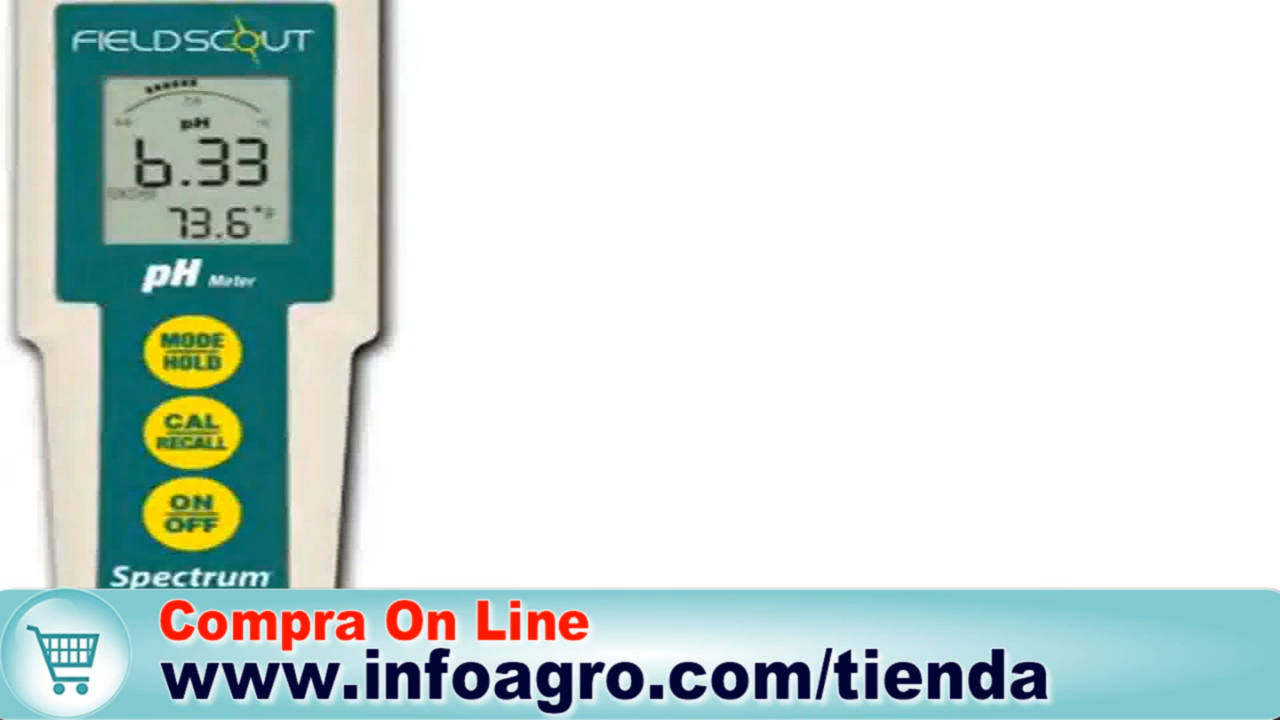 FIELDSCOUT
pH
6.33
73.6°F
pH Meter
MODE
HOLD
CAL
RECALL
ON
OFF
Spectrum
Compra On Line
www.infoagro.com/tienda